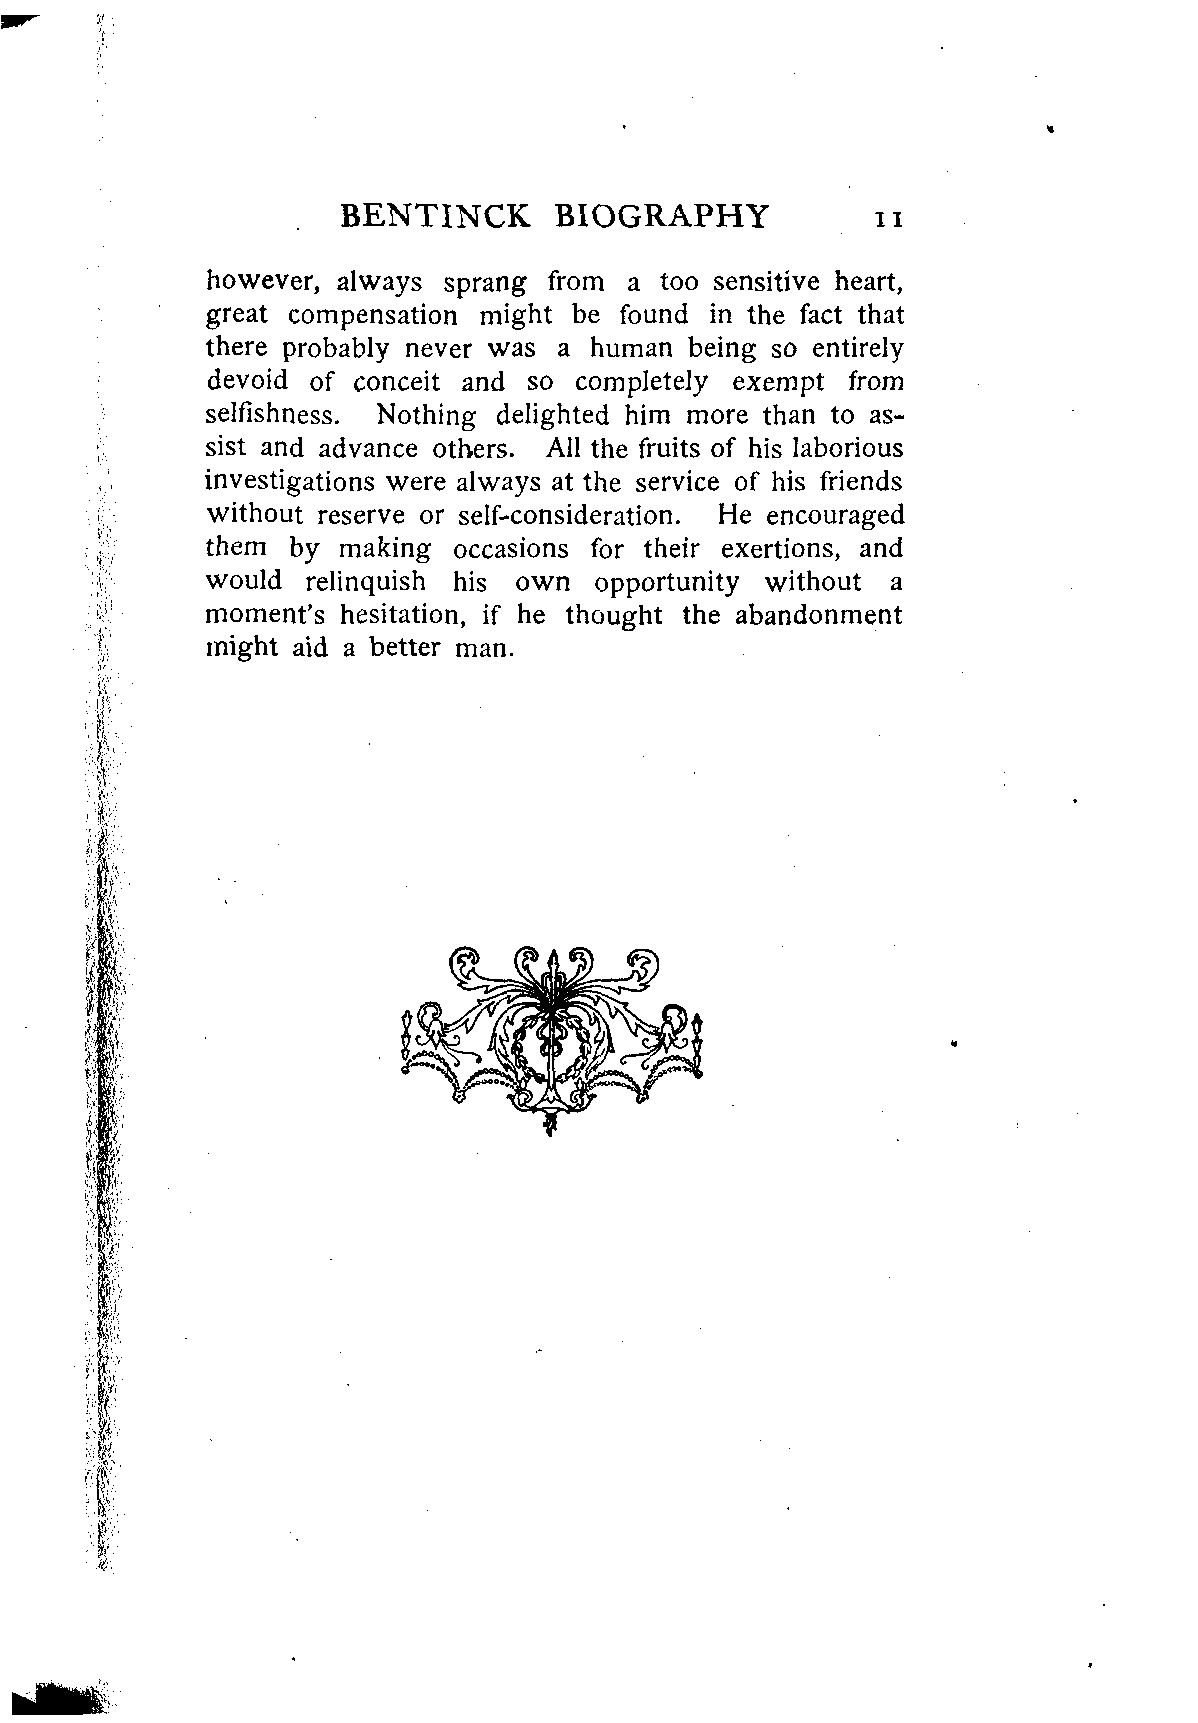 BENTINCK BIOGRAPHY 11
however, always sprang from a too sensitive heart,
great compensation might be found in the fact that
there probably never was a human being so entirely
devoid of conceit and so completely exempt from
selfishness. Nothing delighted him more than to as-
sist and advance others. All the fruits of his laborious
investigations were always at the service of his friends
without reserve or self-consideration. He encouraged
them by making occasions for their exertions, and
would relinquish his own opportunity without a
moment's hesitation, if he thought the abandonment
might aid a better man.